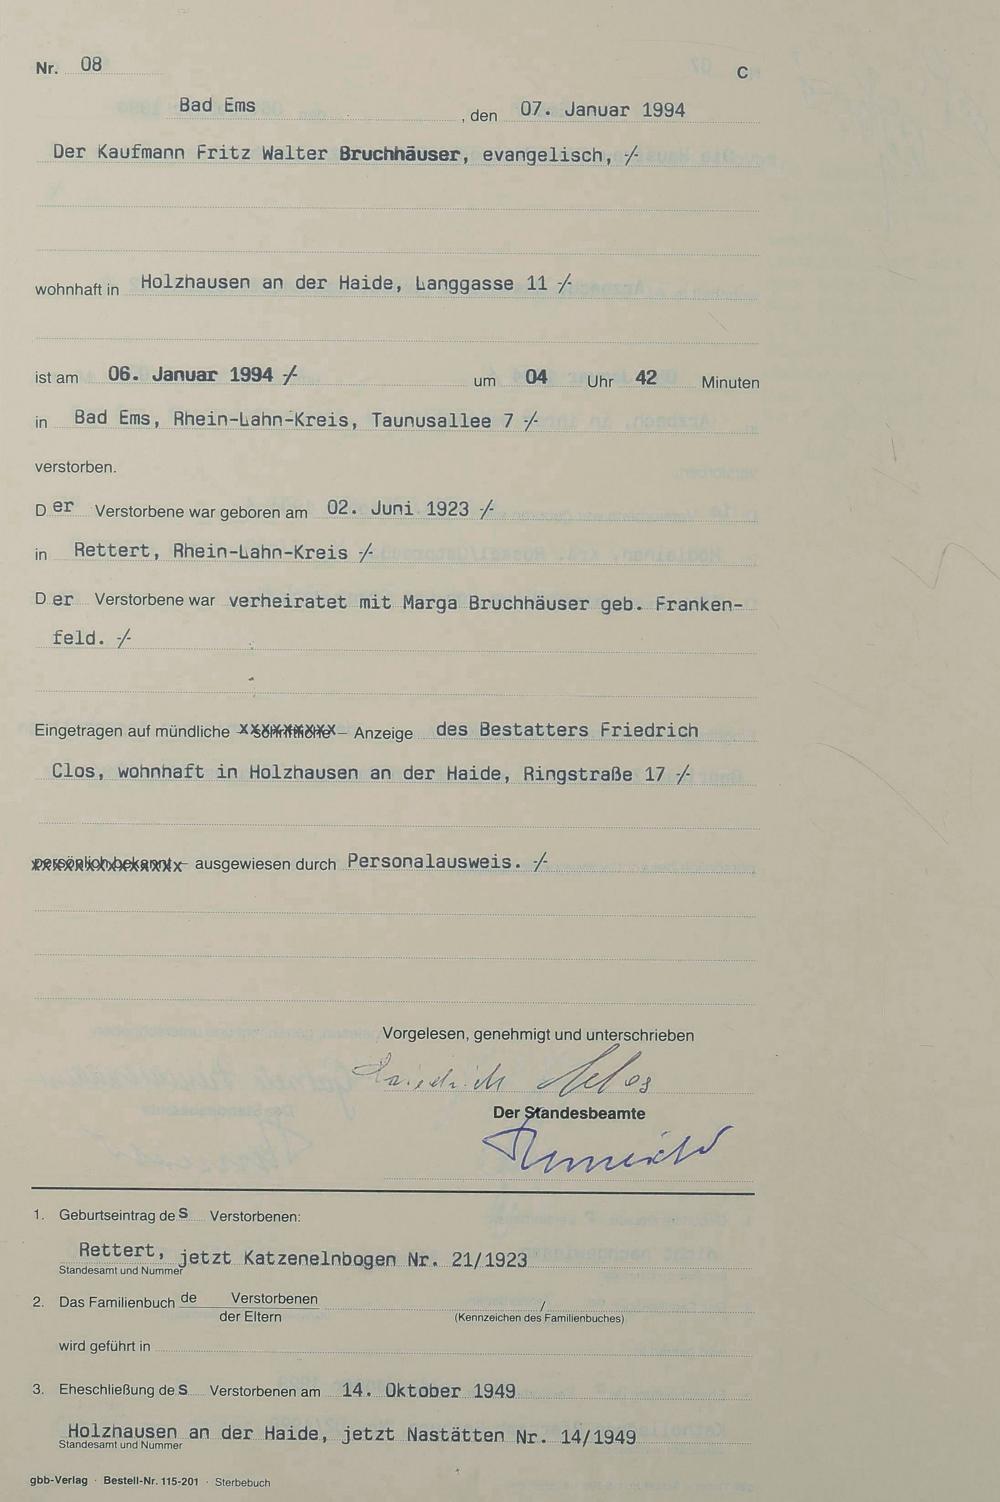 Nr. 08
C
Bad Ems , den 07. Januar 1994
Der Kaufmann Fritz Walter Bruchhäuser, evangelisch, -/-
wohnhaft in Holzhausen an der Haide, Langgasse 11 -/-
ist am 06. Januar 1994 -/- um 04 Uhr 42 Minuten
in Bad Ems, Rhein-Lahn-Kreis, Taunusallee 7 -/-
verstorben.
Der Verstorbene war geboren am 02. Juni 1923 -/-
in Rettert, Rhein-Lahn-Kreis -/-
Der Verstorbene war verheiratet mit Marga Bruchhäuser geb. Franken-
feld. -/-
Eingetragen auf mündliche – schriftliche – Anzeige des Bestatters Friedrich
Clos, wohnhaft in Holzhausen an der Haide, Ringstraße 17 -/-
persönlich bekannt – ausgewiesen durch Personalausweis. -/-
Vorgelesen, genehmigt und unterschrieben
Friedrich Clos
Der Standesbeamte
1. Geburtseintrag des Verstorbenen:
Rettert, jetzt Katzenelnbogen Nr. 21/1923
Standesamt und Nummer
2. Das Familienbuch de Verstorbenen /
der Eltern (Kennzeichen des Familienbuches)
wird geführt in
3. Eheschließung des Verstorbenen am 14. Oktober 1949
Holzhausen an der Haide, jetzt Nastätten Nr. 14/1949
Standesamt und Nummer
gbb-Verlag · Bestell-Nr. 115-201 · Sterbebuch